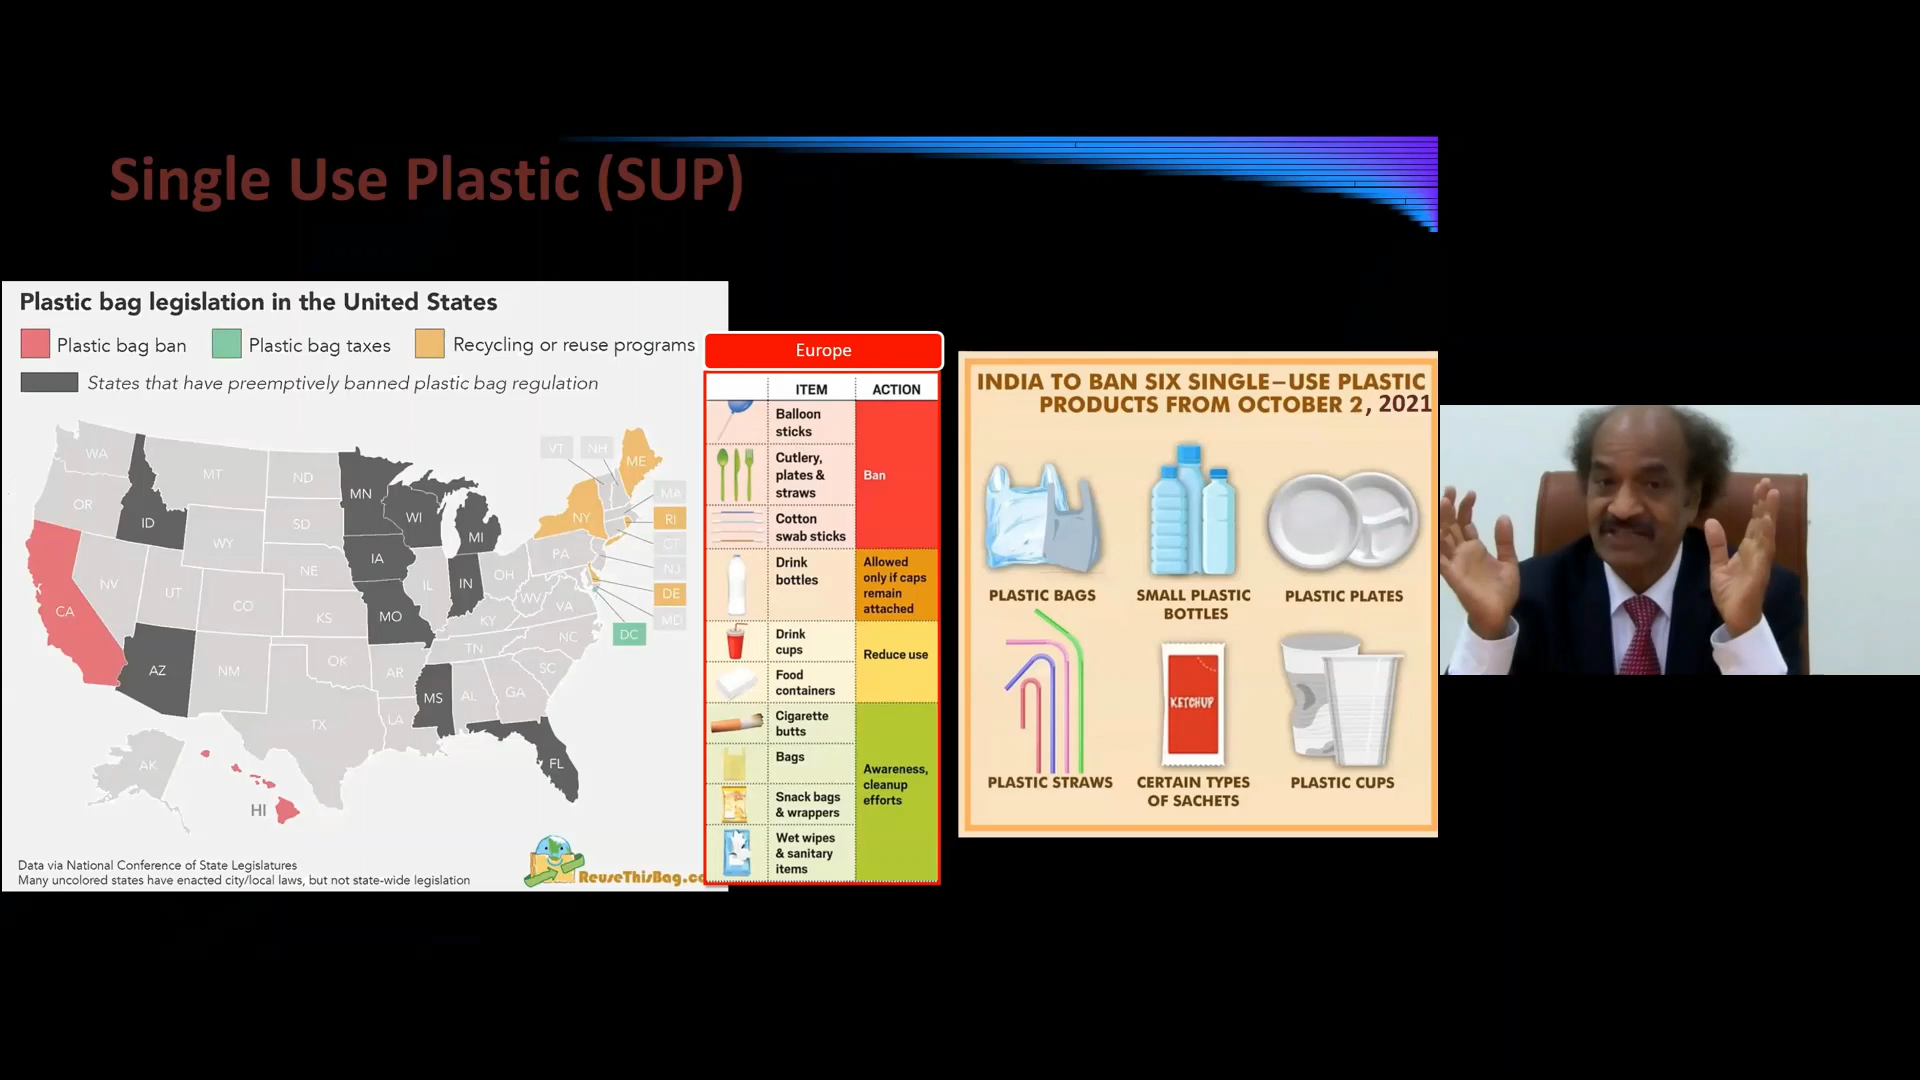 Single Use Plastic (SUP)
Plastic bag legislation in the United States
Plastic bag ban
Plastic bag taxes
Recycling or reuse programs
States that have preemptively banned plastic bag regulation
WA
OR
ID
MT
ND
MN
WI
MI
VT
NH
ME
MA
NY
RI
CT
NJ
DE
MD
DC
SD
WY
IA
NE
PA
OH
IN
IL
NV
UT
CO
KS
MO
WV
VA
KY
CA
AZ
NM
OK
AR
TN
NC
SC
MS
AL
GA
TX
LA
FL
AK
HI
Data via National Conference of State Legislatures
Many uncolored states have enacted city/local laws, but not state-wide legislation
ReuseThisBag.co
Europe
ITEM ACTION
Balloon
sticks
Cutlery,
plates &
straws
Ban
Cotton
swab sticks
Drink
bottles
Allowed
only if caps
remain
attached
Drink
cups
Reduce use
Food
containers
Cigarette
butts
Bags
Awareness,
cleanup
efforts
Snack bags
& wrappers
Wet wipes
& sanitary
items
INDIA TO BAN SIX SINGLE-USE PLASTIC
PRODUCTS FROM OCTOBER 2, 2021
PLASTIC BAGS
SMALL PLASTIC
BOTTLES
PLASTIC PLATES
KETCHUP
PLASTIC STRAWS
CERTAIN TYPES
OF SACHETS
PLASTIC CUPS